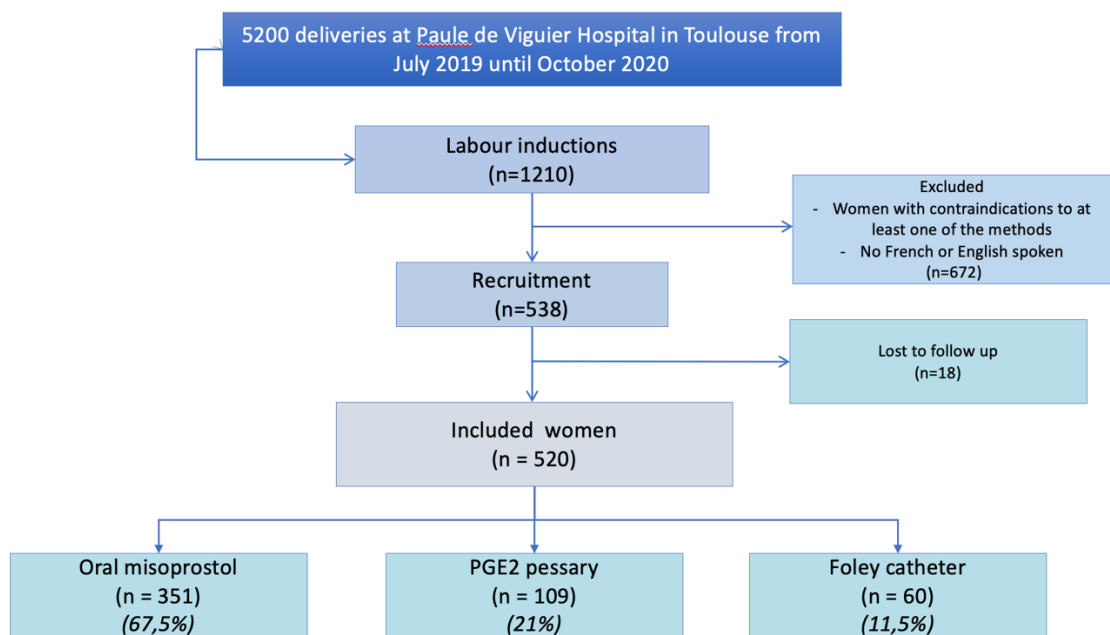 5200 deliveries at Paule de Viguier Hospital in Toulouse from
July 2019 until October 2020
Labour inductions
(n=1210)
Excluded
- Women with contraindications to at
least one of the methods
- No French or English spoken
(n=672)
Recruitment
(n=538)
Lost to follow up
(n=18)
Included women
(n = 520)
Oral misoprostol
(n = 351)
(67,5%)
PGE2 pessary
(n = 109)
(21%)
Foley catheter
(n = 60)
(11,5%)